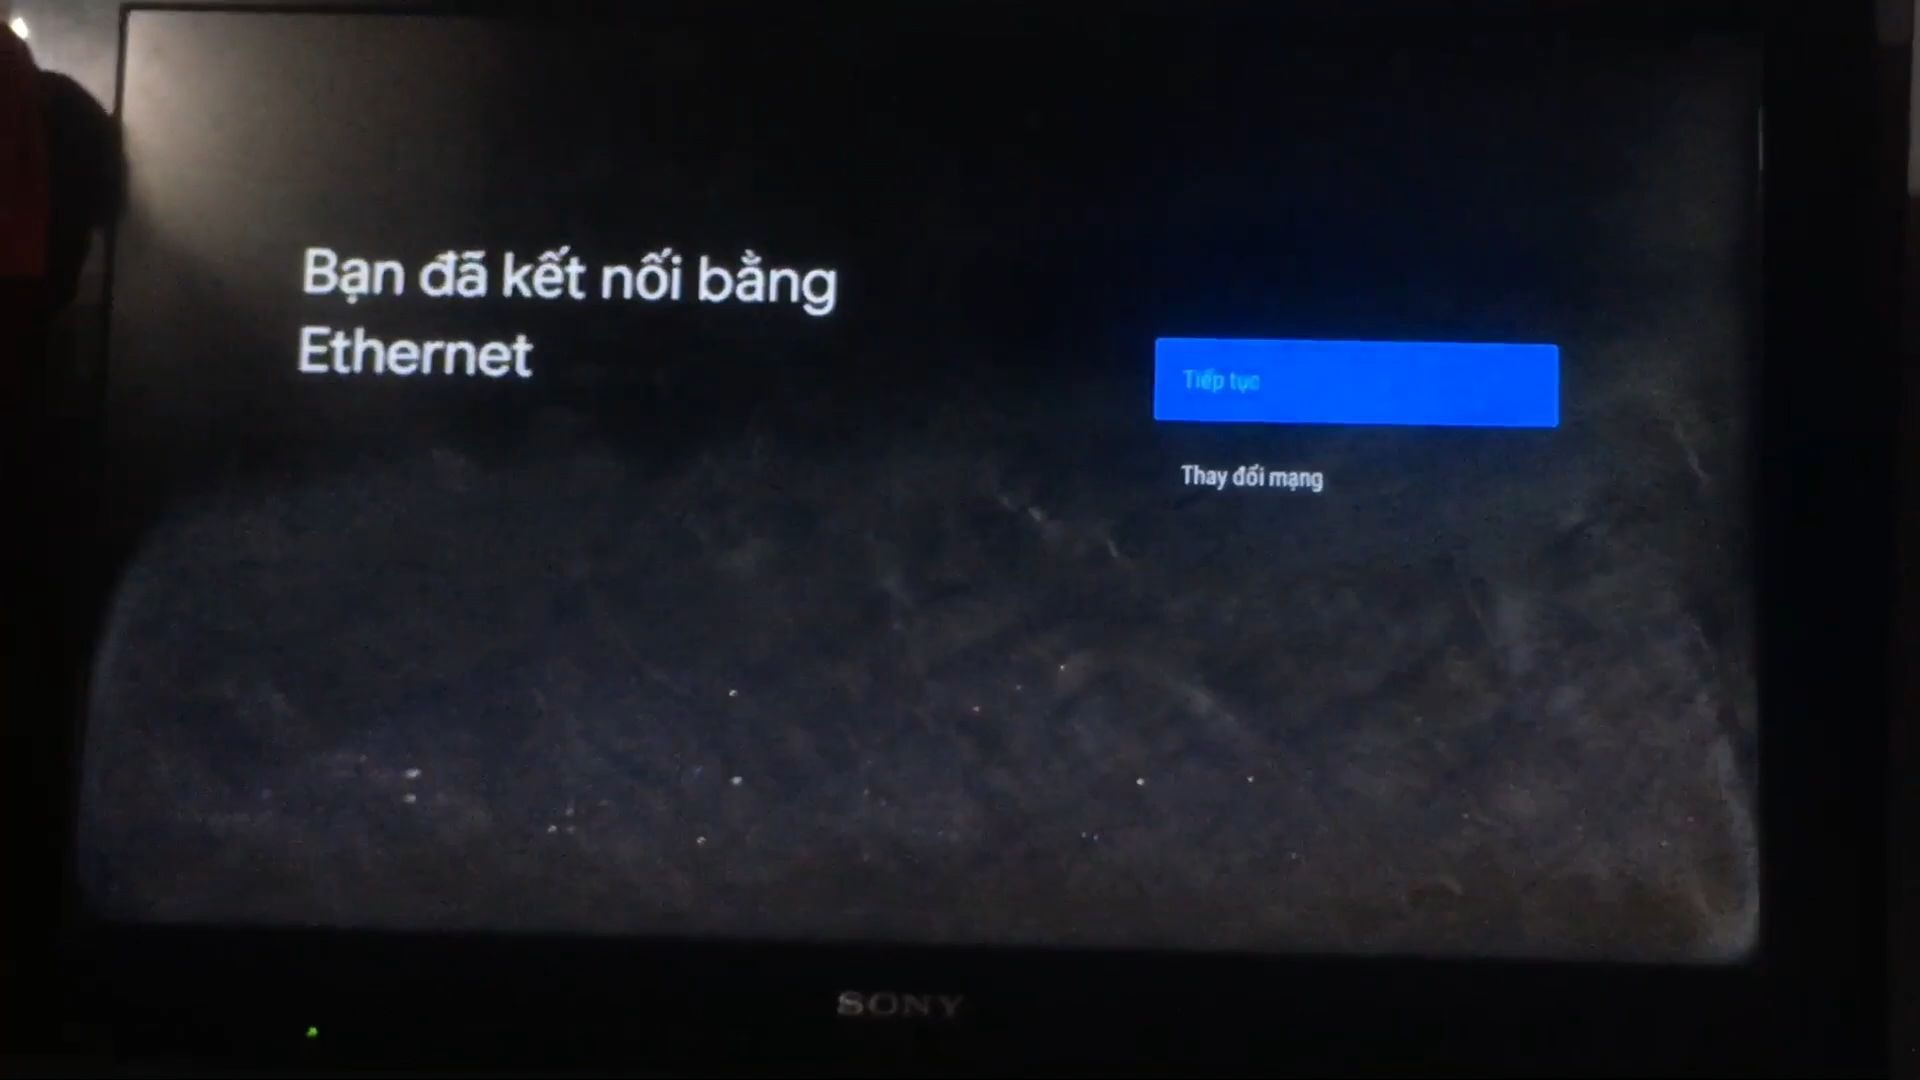 Bạn đã kết nối bằng
Ethernet
Tiếp tục
Thay đổi mạng
SONY